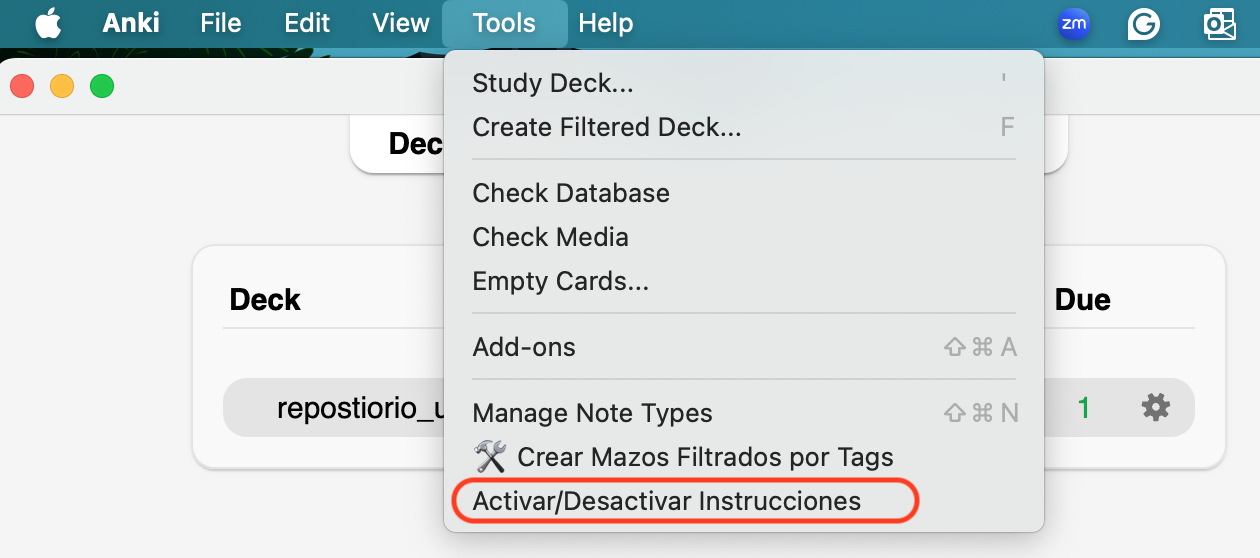 Anki File Edit View Tools Help zm
Study Deck... '
Create Filtered Deck... F
Dec
Check Database
Check Media
Empty Cards...
Deck
Due
Add-ons ⇧⌘A
repostiorio_u
1
Manage Note Types ⇧⌘N
🛠️ Crear Mazos Filtrados por Tags
Activar/Desactivar Instrucciones